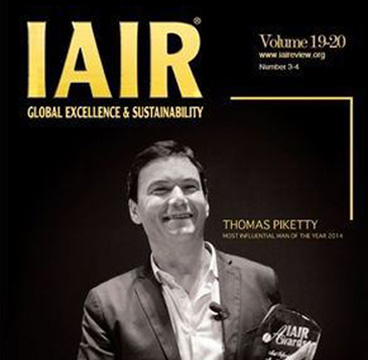 IAIR®
GLOBAL EXCELLENCE & SUSTAINABILITY
Volume 19-20
www.iaireview.org
Number 3-4
THOMAS PIKETTY
MOST INFLUENTIAL MAN OF THE YEAR 2014
IAIR
Awards